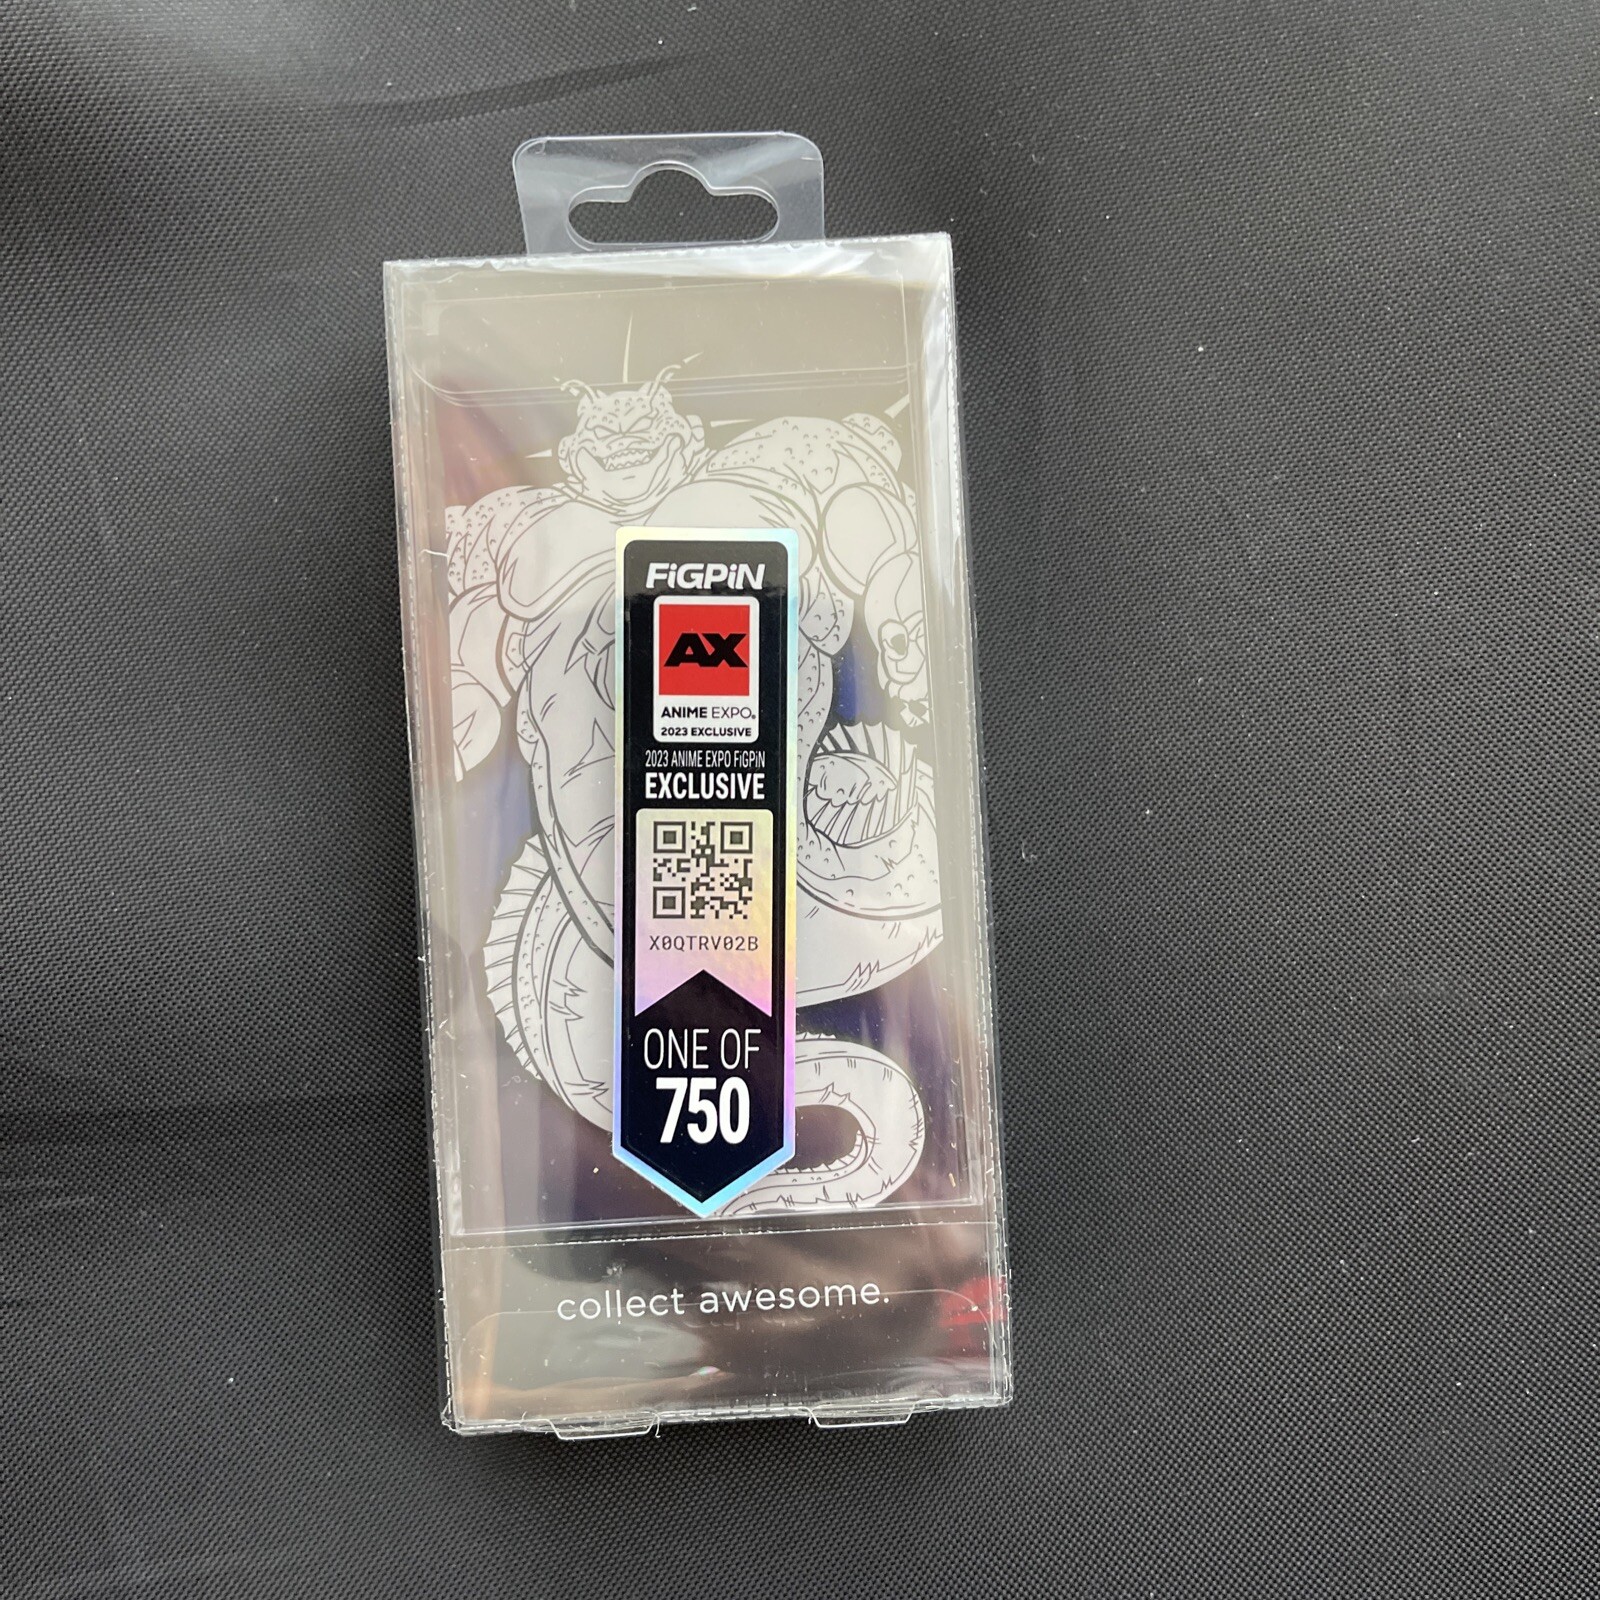 FiGPiN
AX
ANIME EXPO®
2023 EXCLUSIVE
2023 ANIME EXPO FiGPiN
EXCLUSIVE
X0QTRV02B
ONE OF
750
collect awesome.